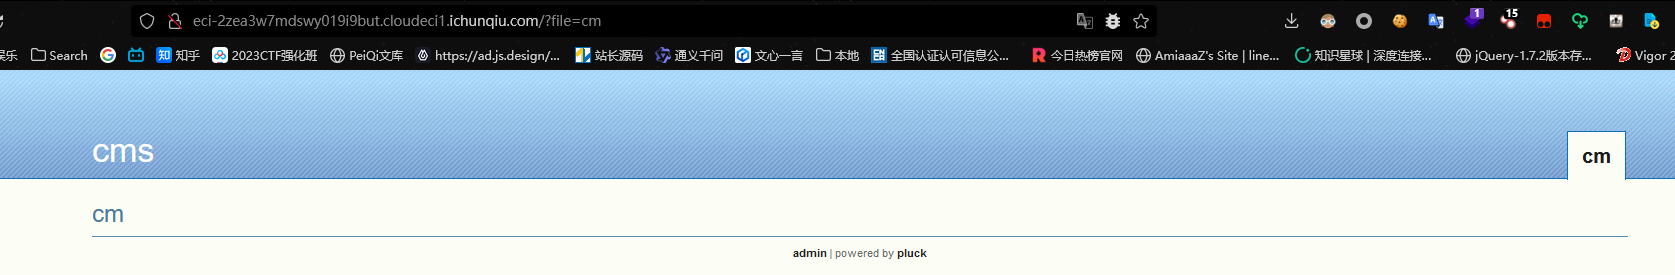 eci-2zea3w7mdswy019i9but.cloudeci1.ichunqiu.com/?file=cm
1 15
娱乐 Search 知乎 2023CTF强化班 PeiQi文库 https://ad.js.design/... 站长源码 通义千问 文心一言 本地 全国认证认可信息公... 今日热榜官网 AmiaaaZ's Site | line... 知识星球 | 深度连接... jQuery-1.7.2版本存... Vigor 2
cms
cm
cm
admin | powered by pluck